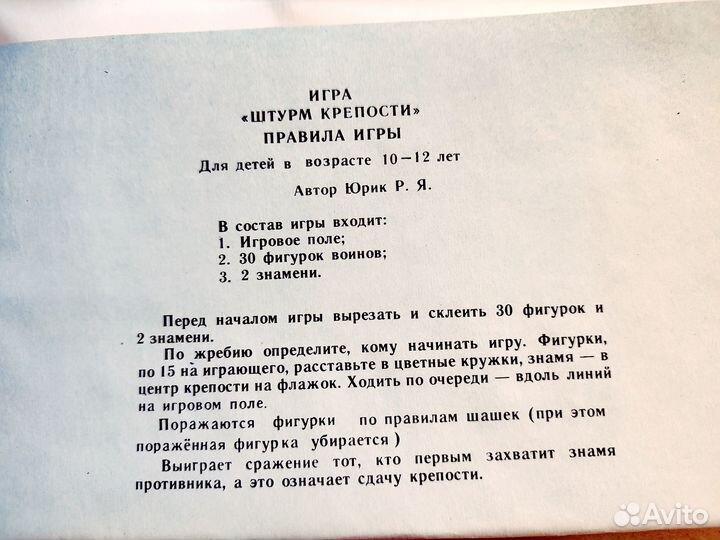 ИГРА
«ШТУРМ КРЕПОСТИ»
ПРАВИЛА ИГРЫ
Для детей в возрасте 10—12 лет
Автор Юрик Р. Я.
В состав игры входит:
1. Игровое поле;
2. 30 фигурок воинов;
3. 2 знамени.
Перед началом игры вырезать и склеить 30 фигурок и
2 знамени.
По жребию определите, кому начинать игру. Фигурки,
по 15 на играющего, расставьте в цветные кружки, знамя — в
центр крепости на флажок. Ходить по очереди — вдоль линий
на игровом поле.
Поражаются фигурки по правилам шашек (при этом
поражённая фигурка убирается)
Выиграет сражение тот, кто первым захватит знамя
противника, а это означает сдачу крепости.
Avito